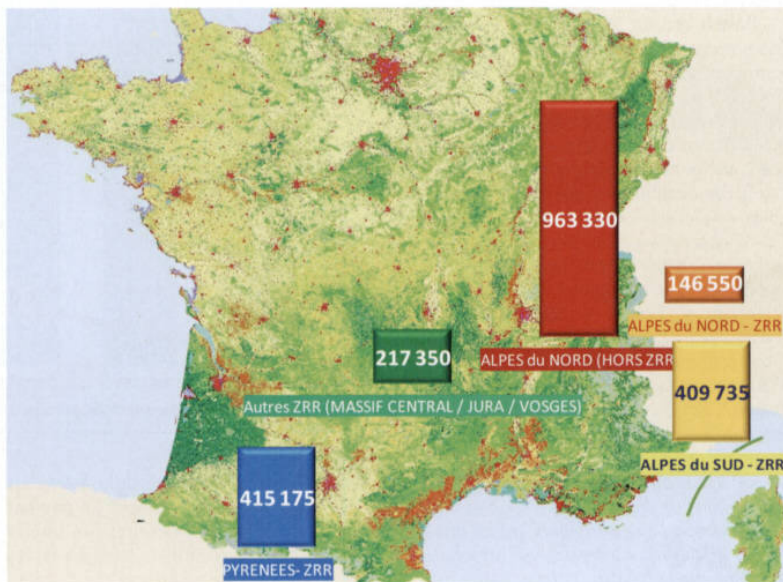 963 330
146 550
ALPES du NORD - ZRR
217 350
ALPES du NORD (HORS ZRR
409 735
Autres ZRR (MASSIF CENTRAL / JURA / VOSGES)
ALPES du SUD - ZRR
415 175
PYRENEES- ZRR